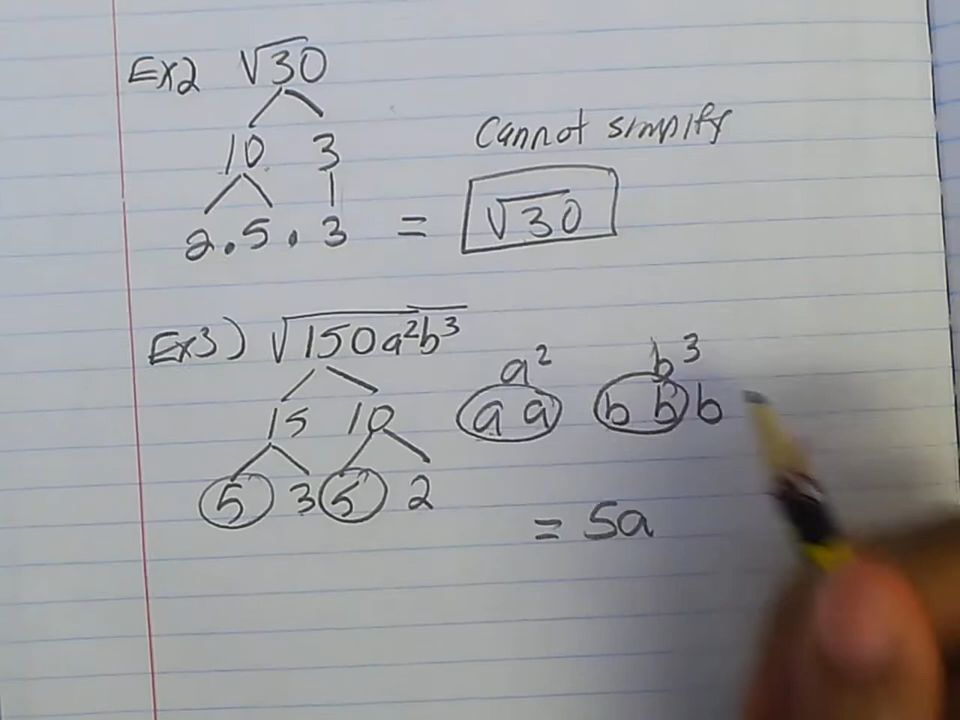 Ex2 √30
10 3
Cannot simplify
2 . 5 . 3 = √30
Ex3) √150a²b³
a² b³
15 10 a a b b b
5 3 5 2
= 5a